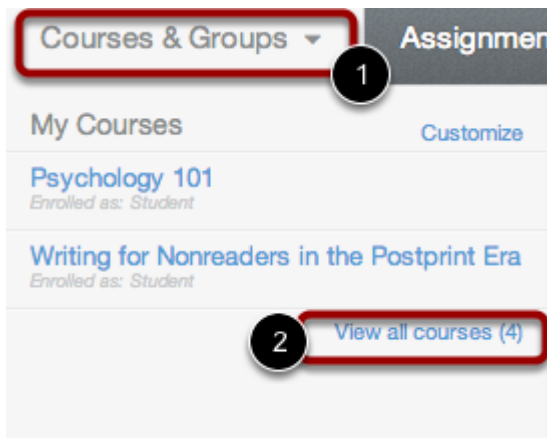 Courses & Groups
Assignmen
1
My Courses
Customize
Psychology 101
Enrolled as: Student
Writing for Nonreaders in the Postprint Era
Enrolled as: Student
2
View all courses (4)